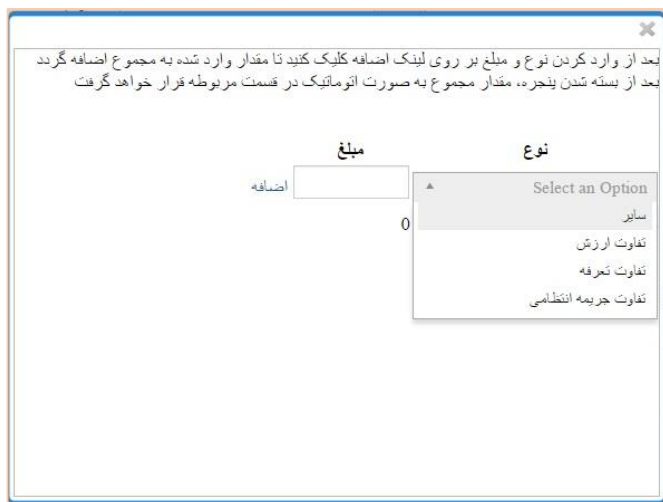 بعد از وارد کردن نوع و مبلغ بر روی لینک اضافه کلیک کنید تا مقدار وارد شده به مجموع اضافه گردد
بعد از بسته شدن پنجره، مقدار مجموع به صورت اتوماتیک در قسمت مربوطه قرار خواهد گرفت
نوع مبلغ
Select an Option اضافه
سایر
0
تفاوت ارزش
تفاوت تعرفه
تفاوت جریمه انتظامی